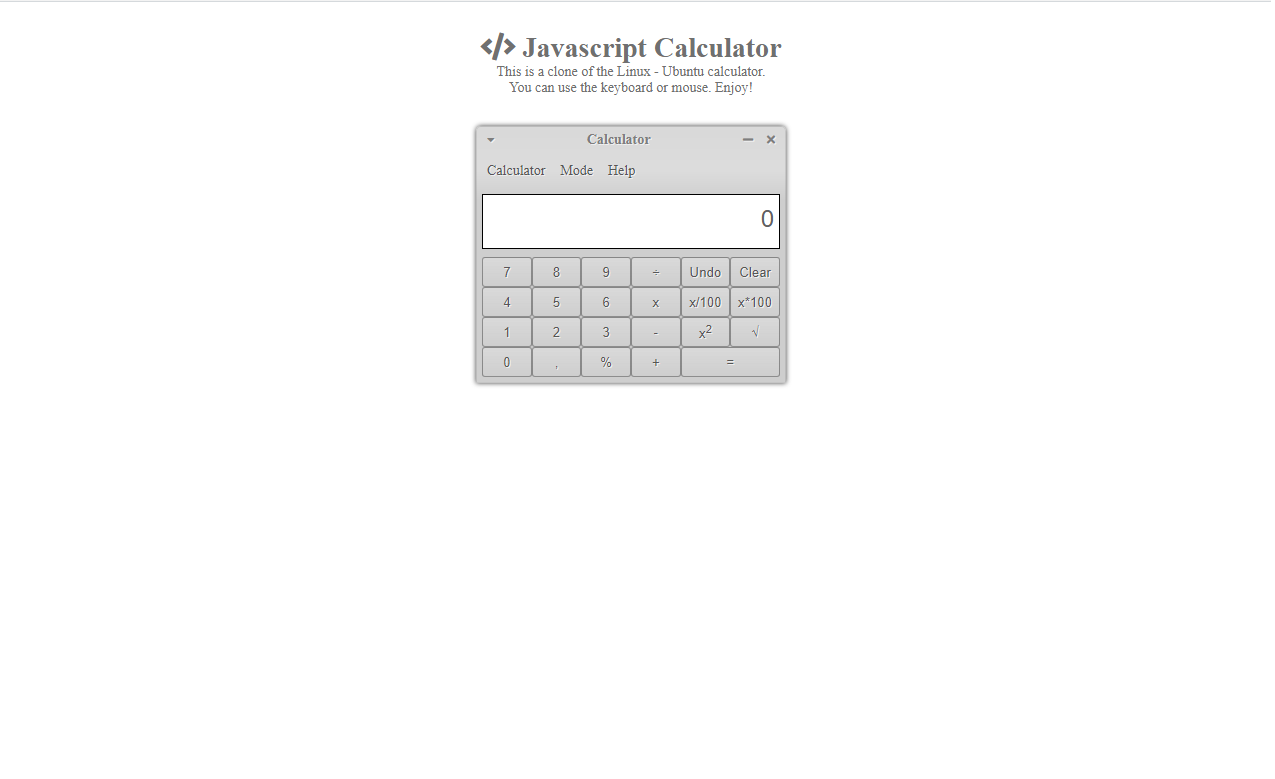 </> Javascript Calculator
This is a clone of the Linux - Ubuntu calculator.
You can use the keyboard or mouse. Enjoy!
Calculator
Calculator Mode Help
0
7 8 9 ÷ Undo Clear
4 5 6 x x/100 x*100
1 2 3 - x² √
0 , % + =